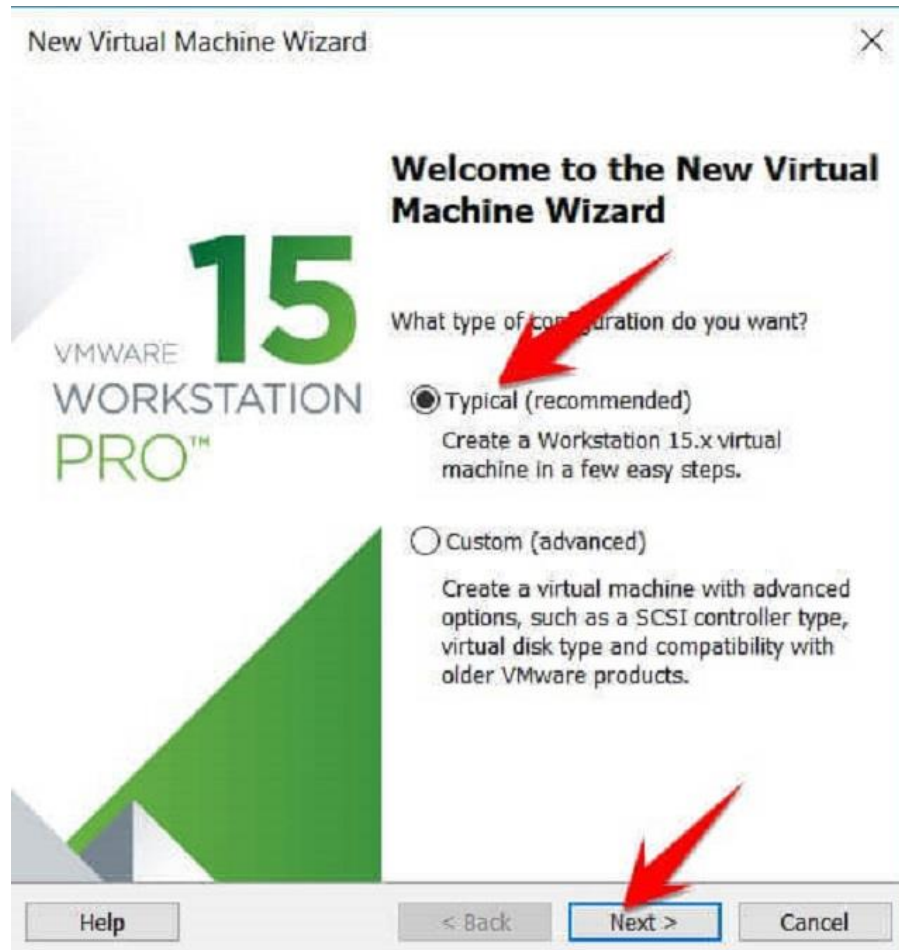 New Virtual Machine Wizard
15
VMWARE
WORKSTATION
PRO™
Welcome to the New Virtual
Machine Wizard
What type of configuration do you want?
Typical (recommended)
Create a Workstation 15.x virtual
machine in a few easy steps.
Custom (advanced)
Create a virtual machine with advanced
options, such as a SCSI controller type,
virtual disk type and compatibility with
older VMware products.
Help
< Back
Next >
Cancel